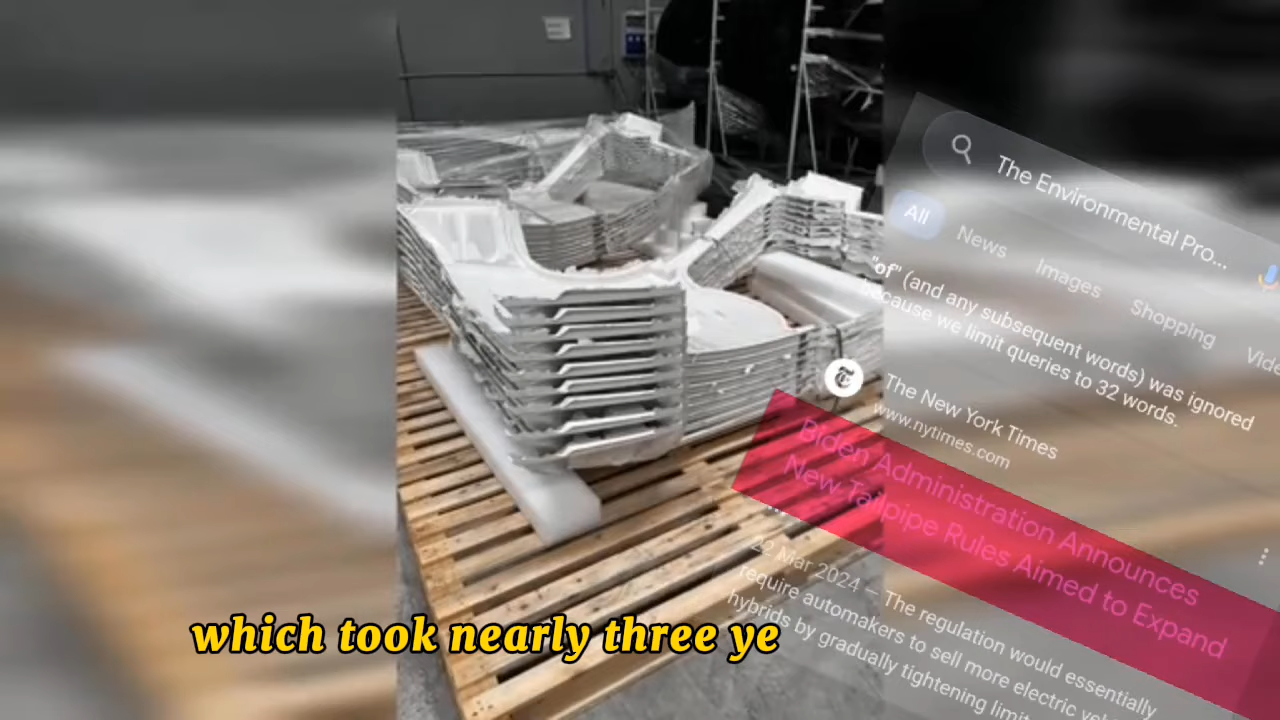 The Environmental Pro...
All
News
Images
Shopping
"of" (and any subsequent words) was ignored
because we limit queries to 32 words.
The New York Times
www.nytimes.com
Biden Administration Announces
New Tailpipe Rules Aimed to Expand
...
22 Mar 2024 — The regulation would essentially
require automakers to sell more electric
hybrids by gradually tightening
which took nearly three ye